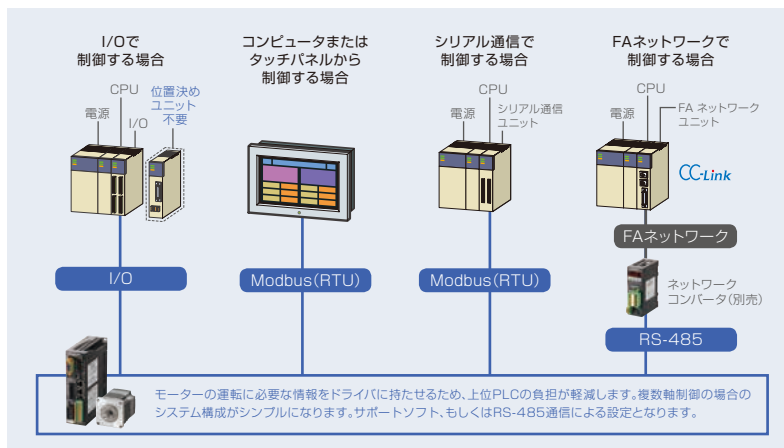 I/Oで
制御する場合
CPU
電源
I/O
位置決め
ユニット
不要
I/O
コンピュータまたは
タッチパネルから
制御する場合
Modbus(RTU)
シリアル通信で
制御する場合
CPU
電源
シリアル通信
ユニット
Modbus(RTU)
FAネットワークで
制御する場合
CPU
電源
FA ネットワーク
ユニット
CC-Link
FAネットワーク
ネットワーク
コンバータ(別売)
RS-485
モーターの運転に必要な情報をドライバに持たせるため、上位PLCの負担が軽減します。複数軸制御の場合の
システム構成がシンプルになります。サポートソフト、もしくはRS-485通信による設定となります。